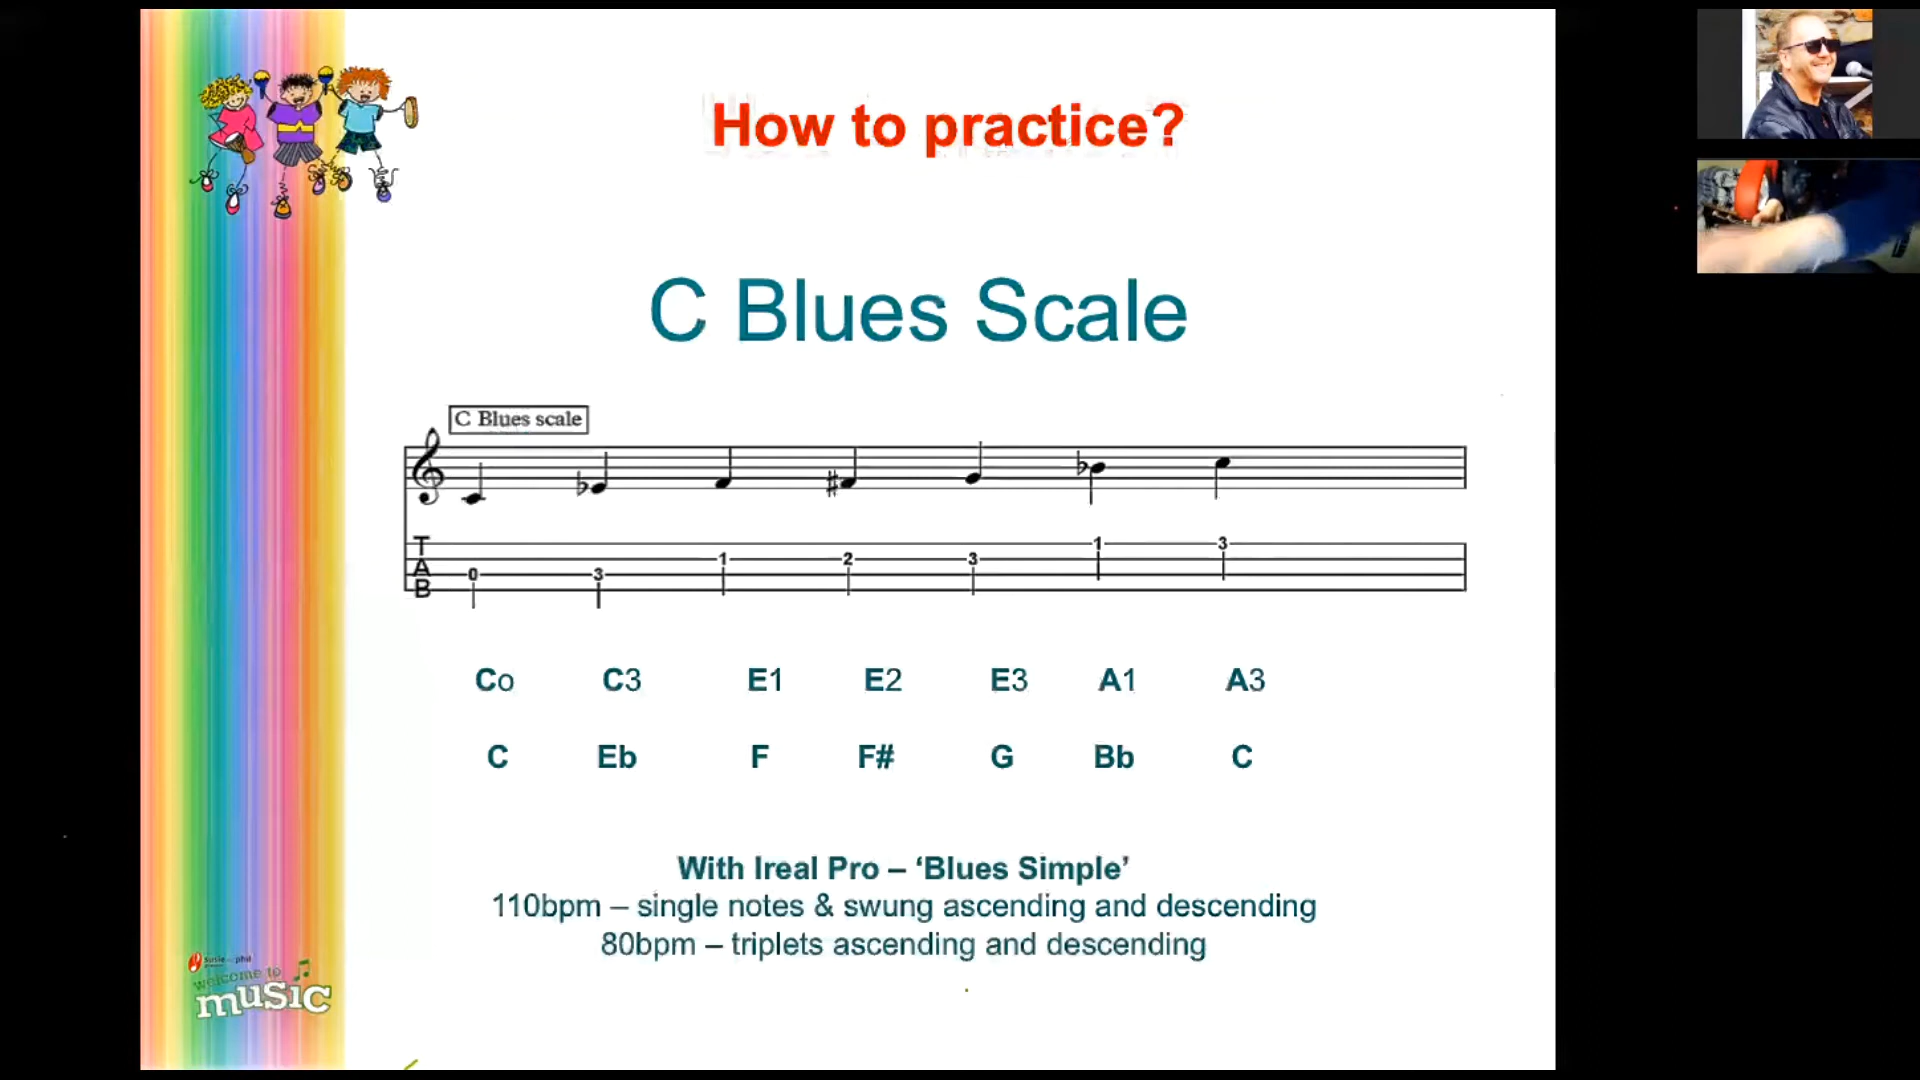 How to practice?
C Blues Scale
C Blues scale
T
A
B
0 3 1 2 3 1 3
Co C3 E1 E2 E3 A1 A3
C Eb F F# G Bb C
With Ireal Pro – ‘Blues Simple’
110bpm – single notes & swung ascending and descending
80bpm – triplets ascending and descending
susie phil
welcome to
music